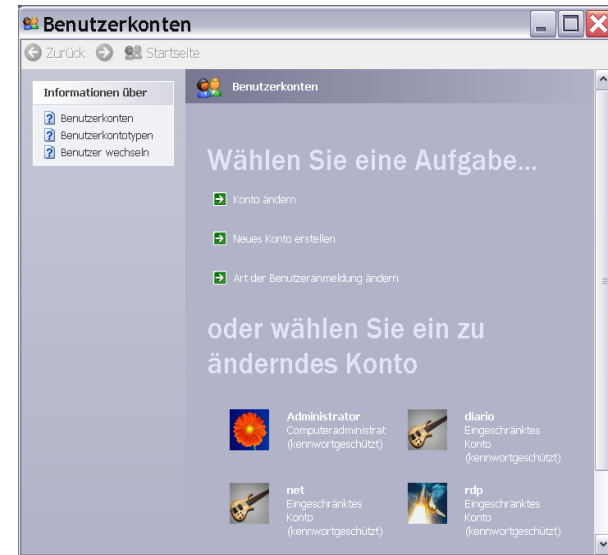 Benutzerkonten
Zurück Startseite
Informationen über
Benutzerkonten
Benutzerkontotypen
Benutzer wechseln
Benutzerkonten
Wählen Sie eine Aufgabe...
Konto ändern
Neues Konto erstellen
Art der Benutzeranmeldung ändern
oder wählen Sie ein zu
änderndes Konto
Administrator
Computeradministrat
(kennwortgeschützt)
diario
Eingeschränktes
Konto
(kennwortgeschützt)
net
Eingeschränktes
Konto
(kennwortgeschützt)
rdp
Eingeschränktes
Konto
(kennwortgeschützt)